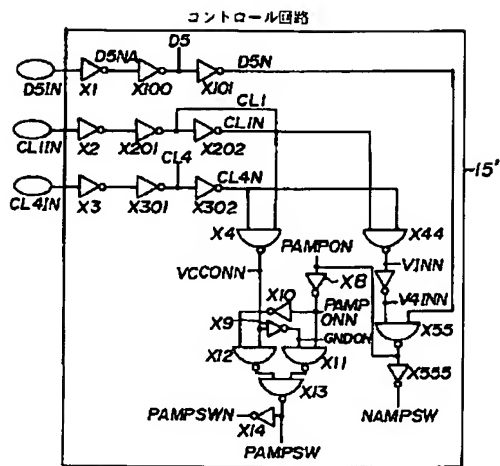 コントロール回路
D5
D5NA
D5N
D5IN
X1
X100
X101
CL1
CL1IN
CL1N
X2
X201
X202
CL4
CL4IN
CL4N
X3
X301
X302
15'
X4
X44
PAMPON
VINN
VCCONN
X8
X10
PAMP
ONN
V4INN
X9
GNDON
X55
X12
X11
X13
X555
PAMPSWN
X14
NAMPSW
PAMPSW